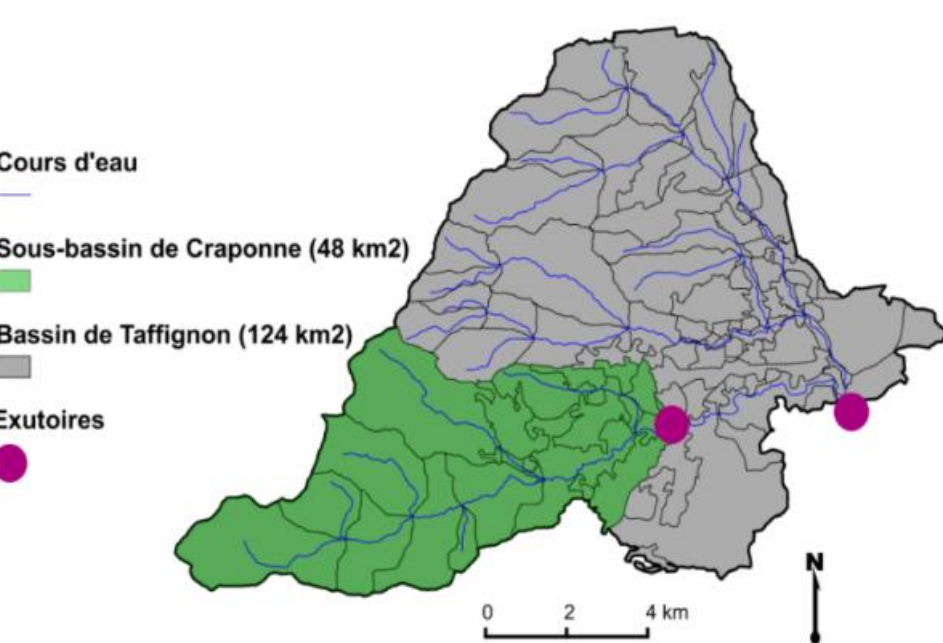 Cours d'eau
Sous-bassin de Craponne (48 km2)
Bassin de Taffignon (124 km2)
Exutoires
N
0 2 4 km